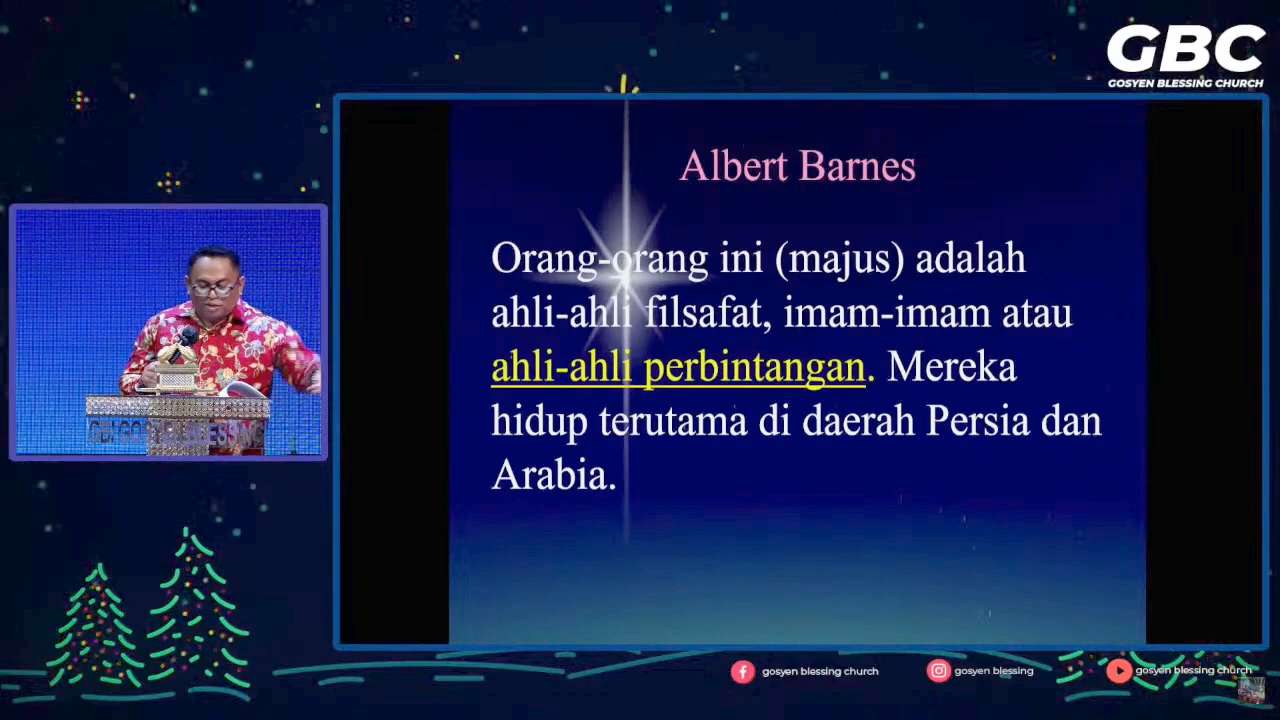 GBC
GOSYEN BLESSING CHURCH
Albert Barnes
Orang-orang ini (majus) adalah
ahli-ahli filsafat, imam-imam atau
ahli-ahli perbintangan. Mereka
hidup terutama di daerah Persia dan
Arabia.
gosyen blessing church
gosyen blessing
gosyen blessing church